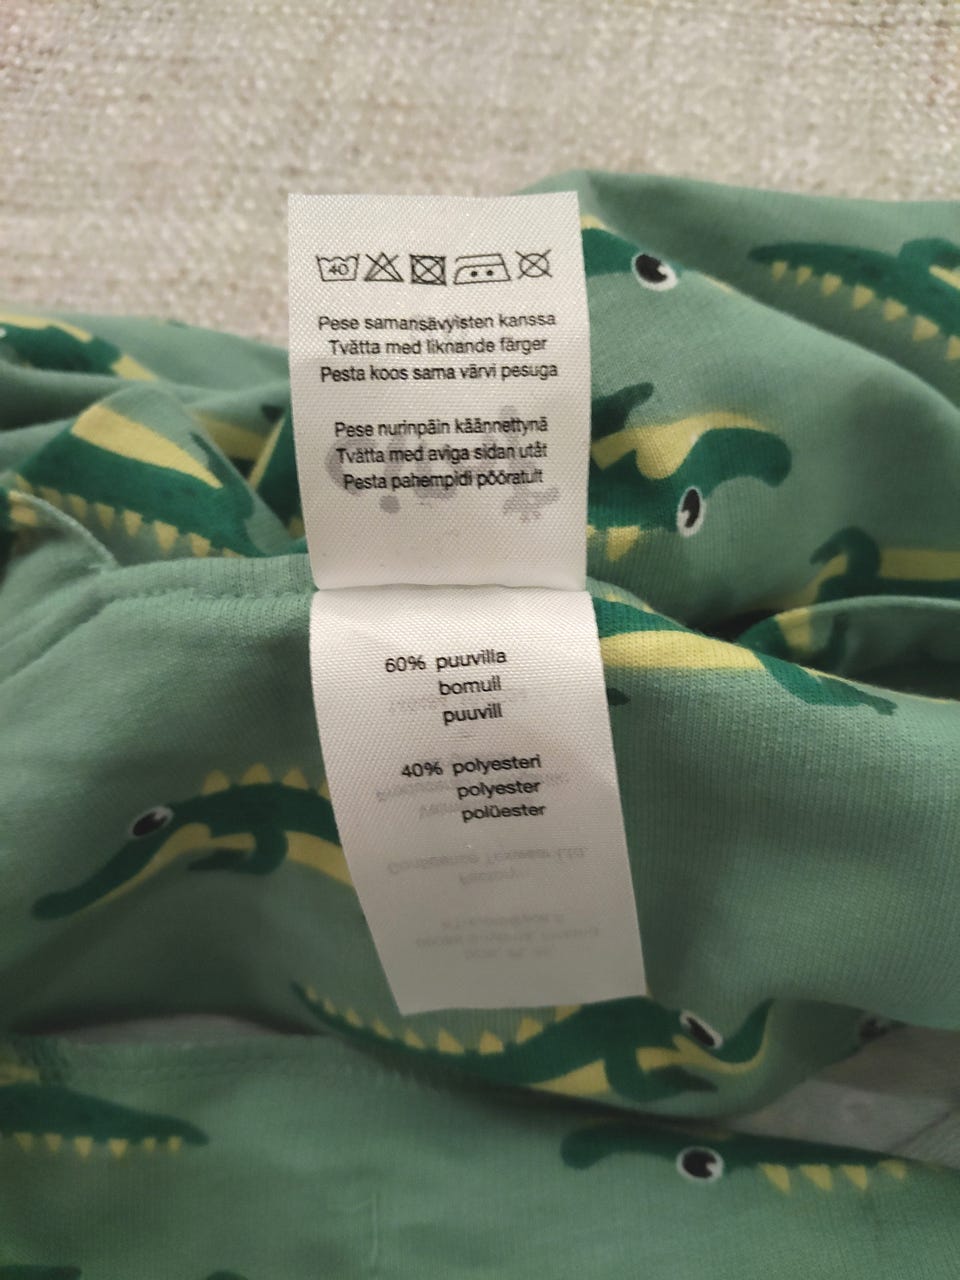 40
Pese samansävyisten kanssa
Tvätta med liknande färger
Pesta koos sama värvi pesuga
Pese nurinpäin käännettynä
Tvätta med aviga sidan utåt
Pesta pahempidi pööratult
60% puuvilla
bomull
puuvill
40% polyesteri
polyester
polüester